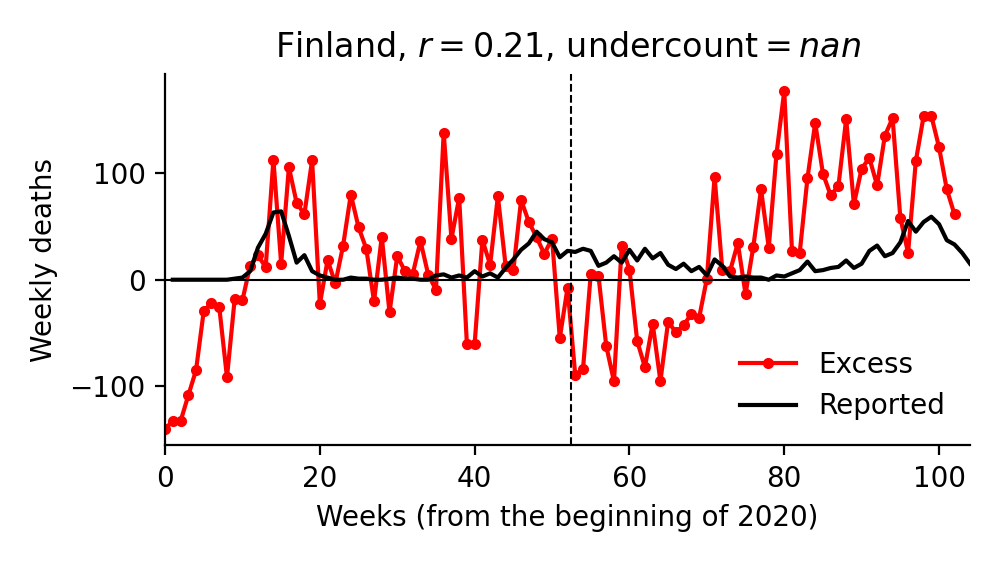 Finland, r = 0.21, undercount = nan
Weekly deaths
100
0
−100
Excess
Reported
0 20 40 60 80 100
Weeks (from the beginning of 2020)